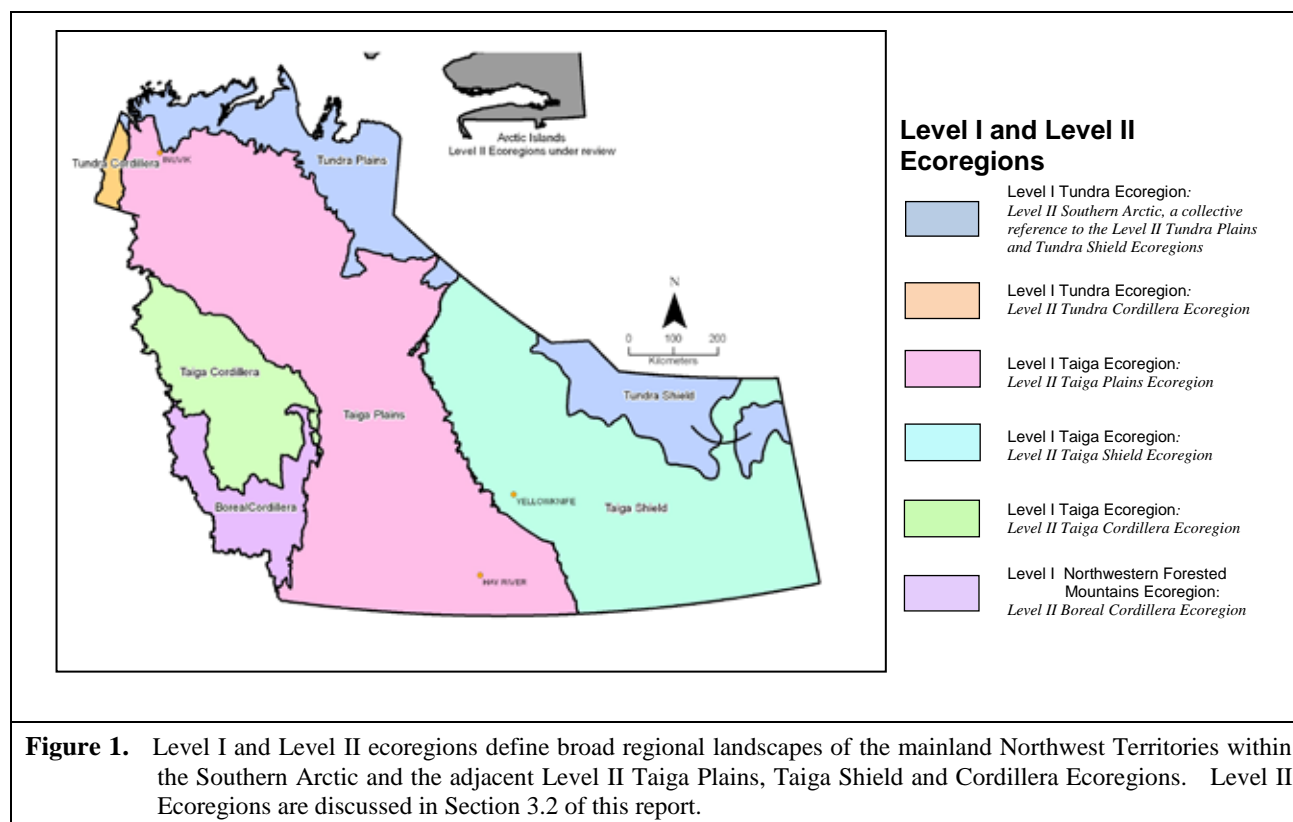 Arctic Islands
Level II Ecoregions under review
Tundra Cordillera
INUVIK
Tundra Plains
N
0 100 200
Kilometers
Taiga Cordillera
Tundra Shield
Taiga Plains
YELLOWKNIFE
Taiga Shield
BorealCordillera
HAY RIVER
Level I and Level II
Ecoregions
Level I Tundra Ecoregion:
Level II Southern Arctic, a collective
reference to the Level II Tundra Plains
and Tundra Shield Ecoregions
Level I Tundra Ecoregion:
Level II Tundra Cordillera Ecoregion
Level I Taiga Ecoregion:
Level II Taiga Plains Ecoregion
Level I Taiga Ecoregion:
Level II Taiga Shield Ecoregion
Level I Taiga Ecoregion:
Level II Taiga Cordillera Ecoregion
Level I Northwestern Forested
Mountains Ecoregion:
Level II Boreal Cordillera Ecoregion
Figure 1. Level I and Level II ecoregions define broad regional landscapes of the mainland Northwest Territories within
the Southern Arctic and the adjacent Level II Taiga Plains, Taiga Shield and Cordillera Ecoregions. Level II
Ecoregions are discussed in Section 3.2 of this report.